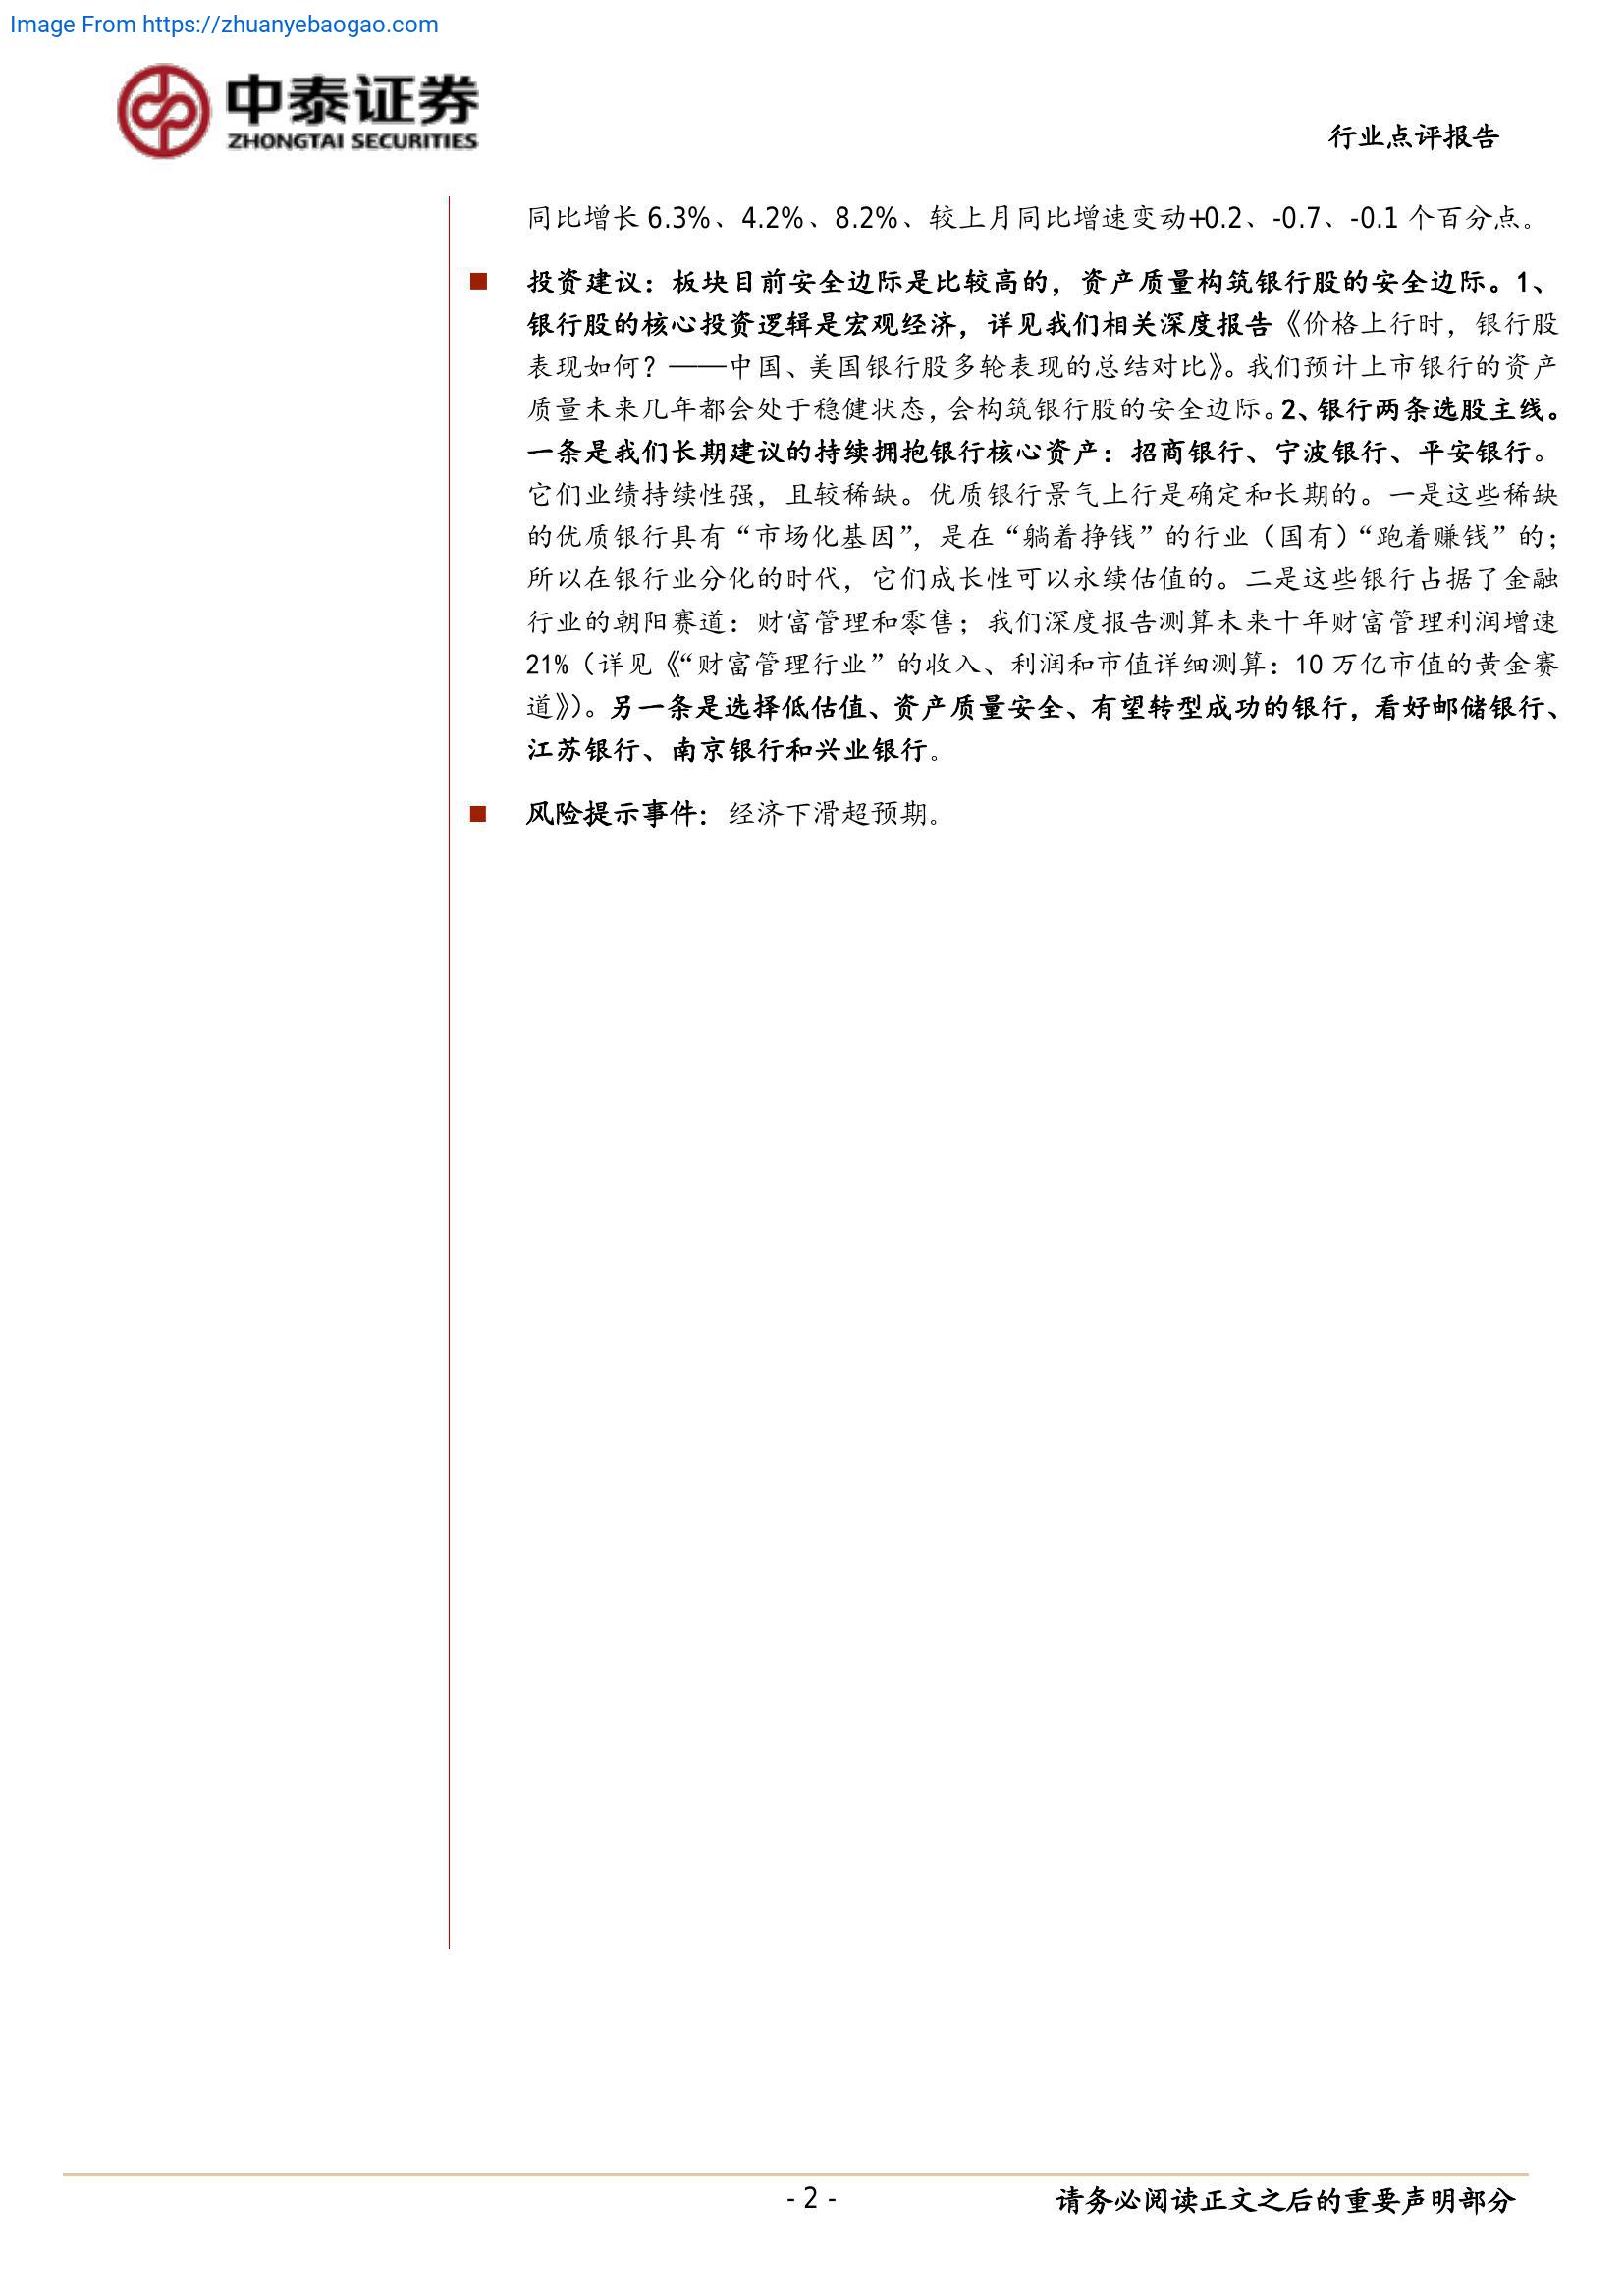 Image From https://zhuanyebaogao.com
中泰证券
ZHONGTAI SECURITIES
行业点评报告
同比增长 6.3%、4.2%、8.2%、较上月同比增速变动+0.2、-0.7、-0.1 个百分点。
■ 投资建议：板块目前安全边际是比较高的，资产质量构筑银行股的安全边际。1、
银行股的核心投资逻辑是宏观经济，详见我们相关深度报告《价格上行时，银行股
表现如何？——中国、美国银行股多轮表现的总结对比》。我们预计上市银行的资产
质量未来几年都会处于稳健状态，会构筑银行股的安全边际。2、银行两条选股主线。
一条是我们长期建议的持续拥抱银行核心资产：招商银行、宁波银行、平安银行。
它们业绩持续性强，且较稀缺。优质银行景气上行是确定和长期的。一是这些稀缺
的优质银行具有“市场化基因”，是在“躺着挣钱”的行业（国有）“跑着赚钱”的；
所以在银行业分化的时代，它们成长性可以永续估值的。二是这些银行占据了金融
行业的朝阳赛道：财富管理和零售；我们深度报告测算未来十年财富管理利润增速
21%（详见《“财富管理行业”的收入、利润和市值详细测算：10 万亿市值的黄金赛
道》）。另一条是选择低估值、资产质量安全、有望转型成功的银行，看好邮储银行、
江苏银行、南京银行和兴业银行。
■ 风险提示事件：经济下滑超预期。
- 2 -
请务必阅读正文之后的重要声明部分